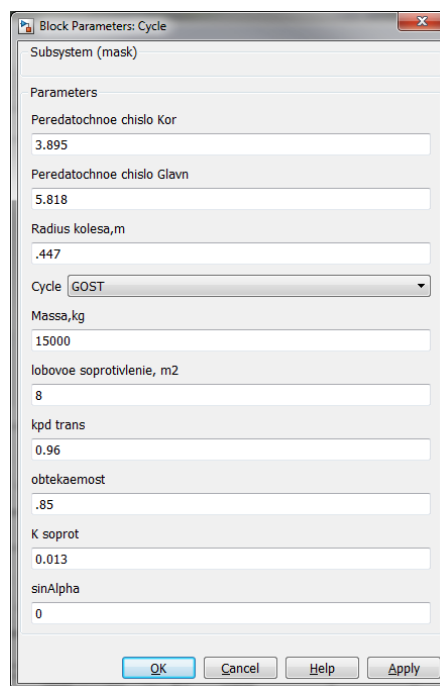 Block Parameters: Cycle
Subsystem (mask)
Parameters
Peredatochnoe chislo Kor
3.895
Peredatochnoe chislo Glavn
5.818
Radius kolesa,m
.447
Cycle GOST
Massa,kg
15000
lobovoe soprotivlenie, m2
8
kpd trans
0.96
obtekaemost
.85
K soprot
0.013
sinAlpha
0
OK Cancel Help Apply